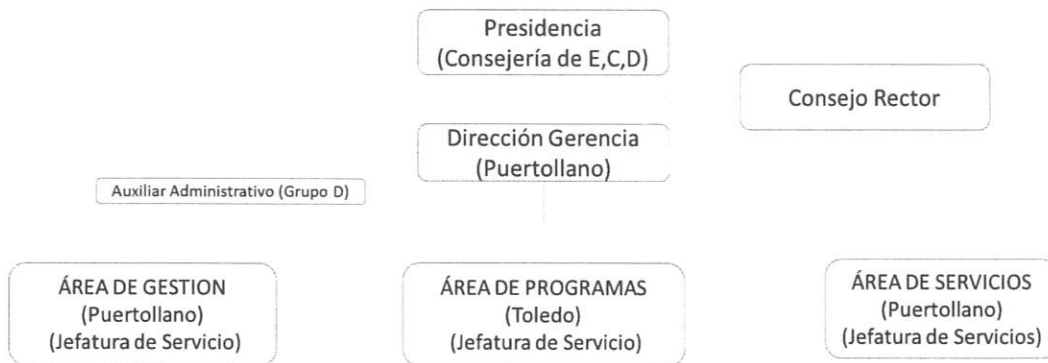 Presidencia
(Consejería de E,C,D)
Consejo Rector
Dirección Gerencia
(Puertollano)
Auxiliar Administrativo (Grupo D)
ÁREA DE GESTION
(Puertollano)
(Jefatura de Servicio)
ÁREA DE PROGRAMAS
(Toledo)
(Jefatura de Servicio)
ÁREA DE SERVICIOS
(Puertollano)
(Jefatura de Servicios)